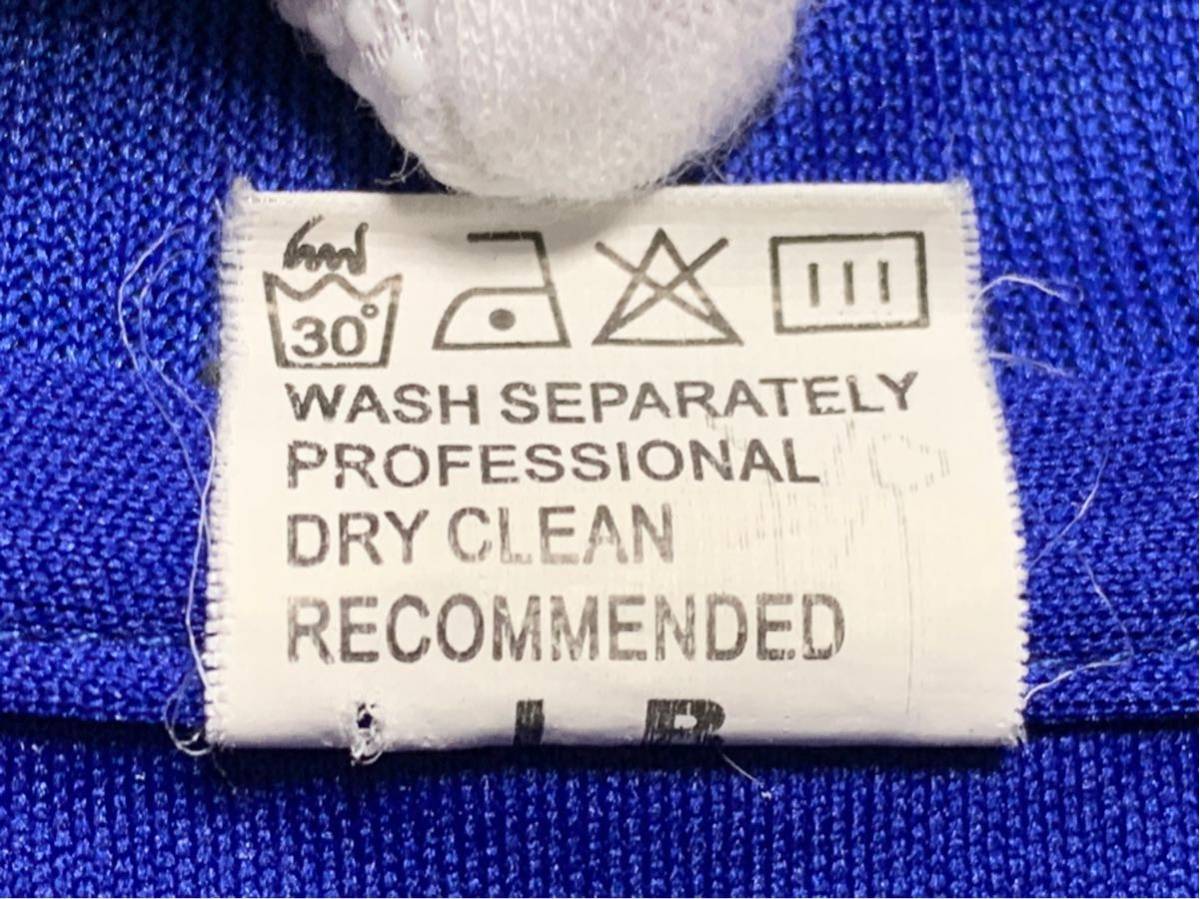 30°
WASH SEPARATELY
PROFESSIONAL
DRY CLEAN
RECOMMENDED